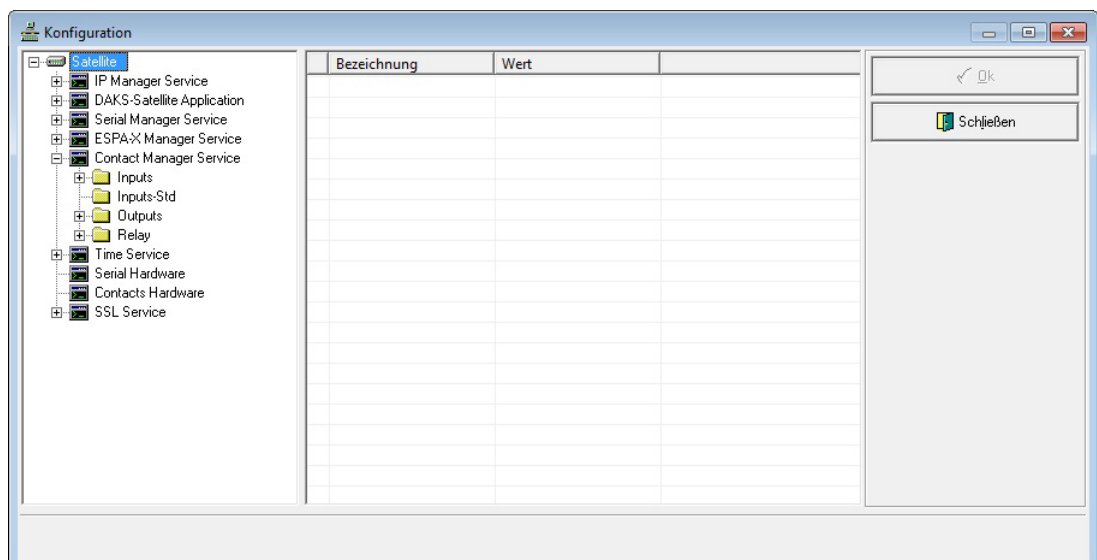 Konfiguration
Satellite
IP Manager Service
DAKS-Satellite Application
Serial Manager Service
ESPA-X Manager Service
Contact Manager Service
Inputs
Inputs-Std
Outputs
Relay
Time Service
Serial Hardware
Contacts Hardware
SSL Service
Bezeichnung Wert
Ok
Schließen